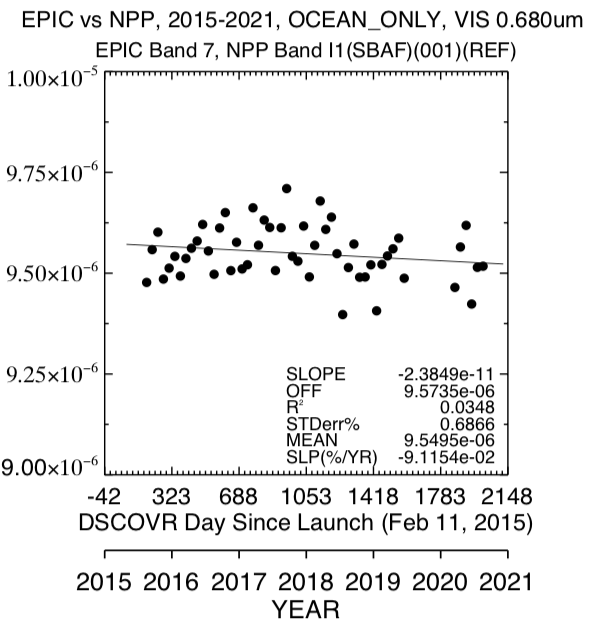 EPIC vs NPP, 2015-2021, OCEAN_ONLY, VIS 0.680um
EPIC Band 7, NPP Band I1(SBAF)(001)(REF)
1.00×10⁻⁵
9.75×10⁻⁶
9.50×10⁻⁶
9.25×10⁻⁶
9.00×10⁻⁶
SLOPE -2.3849e-11
OFF 9.5735e-06
R² 0.0348
STDerr% 0.6866
MEAN 9.5495e-06
SLP(%/YR) -9.1154e-02
-42 323 688 1053 1418 1783 2148
DSCOVR Day Since Launch (Feb 11, 2015)
2015 2016 2017 2018 2019 2020 2021
YEAR